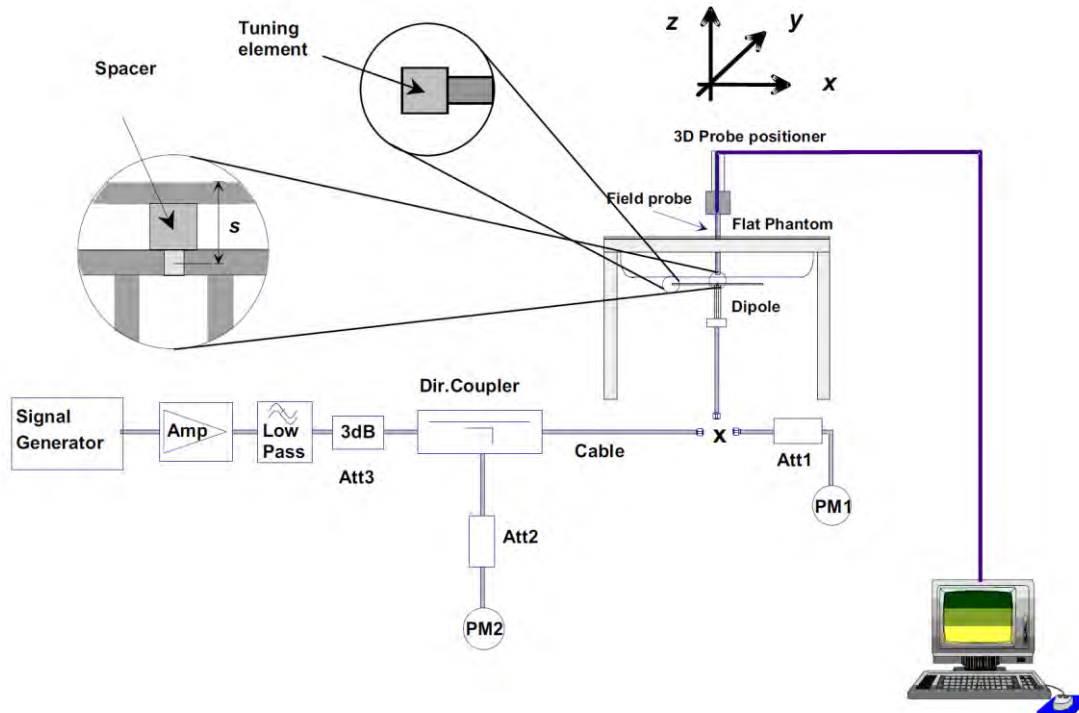 Tuning
element
Spacer
z
y
x
3D Probe positioner
Field probe
Flat Phantom
s
Dipole
Dir.Coupler
Signal
Generator
Amp
Low
Pass
3dB
Att3
Cable
x
Att1
PM1
Att2
PM2